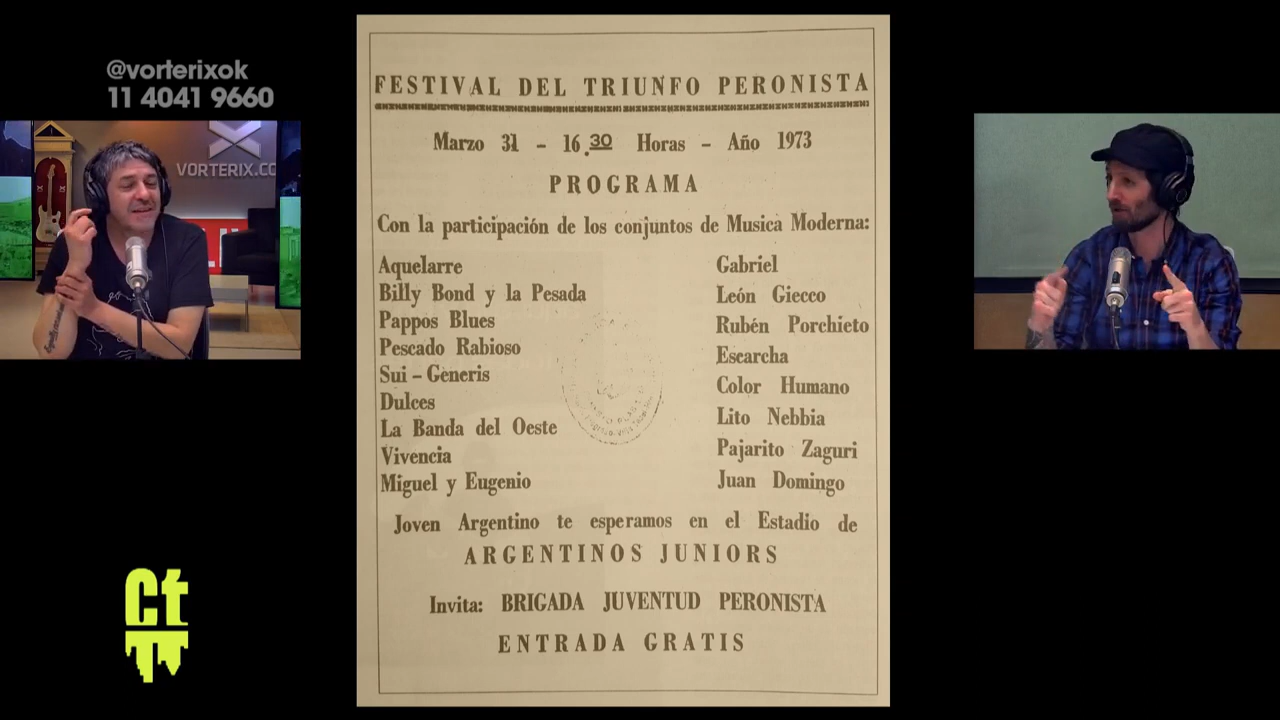 @vorterixok
11 4041 9660
VORTERIX.CO
FESTIVAL DEL TRIUNFO PERONISTA
Marzo 31 - 16.30 Horas - Año 1973
PROGRAMA
Con la participación de los conjuntos de Musica Moderna:
Aquelarre
Billy Bond y la Pesada
Pappos Blues
Pescado Rabioso
Sui - Generis
Dulces
La Banda del Oeste
Vivencia
Miguel y Eugenio
Gabriel
León Giecco
Rubén Porchieto
Escarcha
Color Humano
Lito Nebbia
Pajarito Zaguri
Juan Domingo
Joven Argentino te esperamos en el Estadio de
ARGENTINOS JUNIORS
Invita: BRIGADA JUVENTUD PERONISTA
ENTRADA GRATIS
Ct
TV